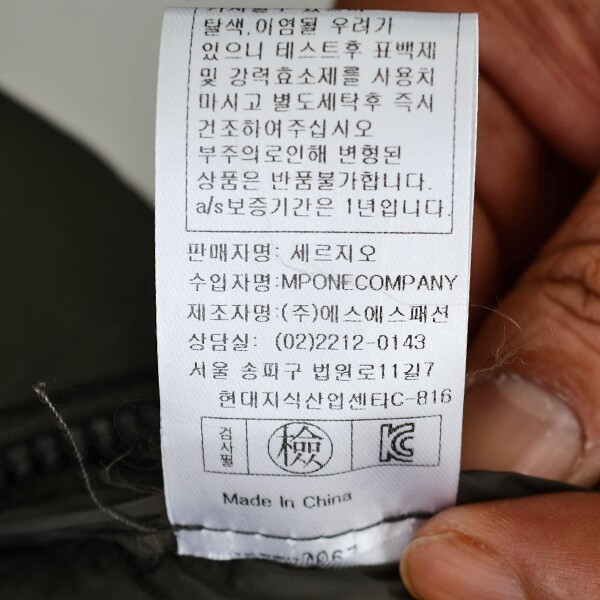 탈색,이염될 우려가
있으니 테스트후 표백제
및 강력효소제를 사용치
마시고 별도세탁후 즉시
건조하여주십시오
부주의로인해 변형된
상품은 반품불가합니다.
a/s보증기간은 1년입니다.
판매자명: 세르지오
수입자명:MPONECOMPANY
제조자명:(주)에스에스패션
상담실: (02)2212-0143
서울 송파구 법원로11길7
현대지식산업센타C-816
검사필 檢 KC
Made In China